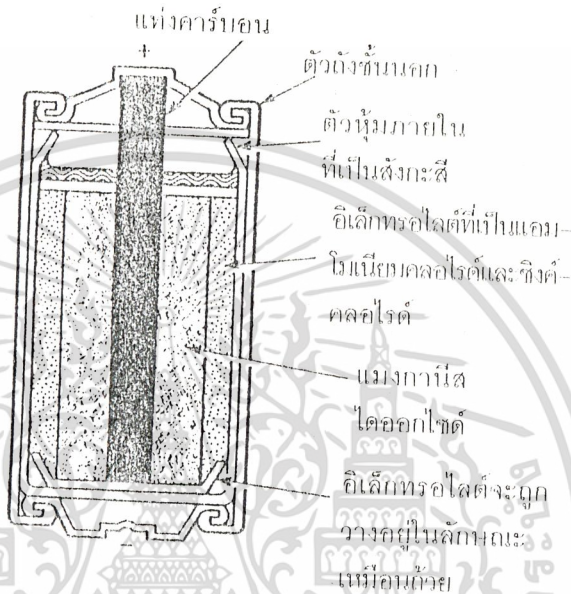 แท่งคาร์บอน
+
ตัวถังชั้นนอก
ตัวหุ้มภายใน
ที่เป็นสังกะสี
อิเล็กทรอไลต์ที่เป็นแอม-
โมเนียมคลอไรด์และซิงค์-
คลอไรด์
แมงกานีส
ไดออกไซด์
อิเล็กทรอไลต์จะถูก
วางอยู่ในลักษณะ
เหมือนถ้วย
-